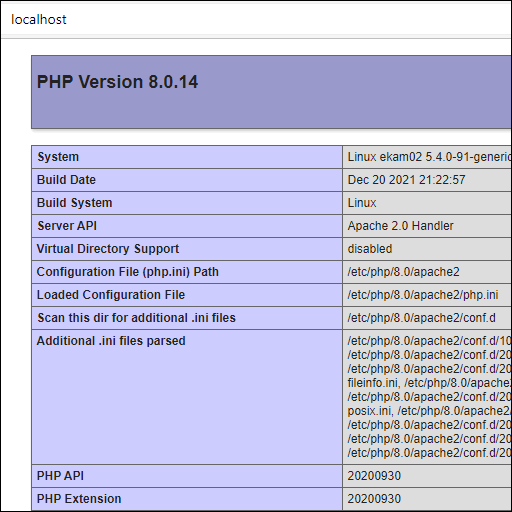 localhost
PHP Version 8.0.14
System Linux ekam02 5.4.0-91-generic
Build Date Dec 20 2021 21:22:57
Build System Linux
Server API Apache 2.0 Handler
Virtual Directory Support disabled
Configuration File (php.ini) Path /etc/php/8.0/apache2
Loaded Configuration File /etc/php/8.0/apache2/php.ini
Scan this dir for additional .ini files /etc/php/8.0/apache2/conf.d
Additional .ini files parsed /etc/php/8.0/apache2/conf.d/10
/etc/php/8.0/apache2/conf.d/20
/etc/php/8.0/apache2/conf.d/20
fileinfo.ini, /etc/php/8.0/apache2
/etc/php/8.0/apache2/conf.d/20
posix.ini, /etc/php/8.0/apache2/
/etc/php/8.0/apache2/conf.d/20
/etc/php/8.0/apache2/conf.d/20
/etc/php/8.0/apache2/conf.d/20
PHP API 20200930
PHP Extension 20200930